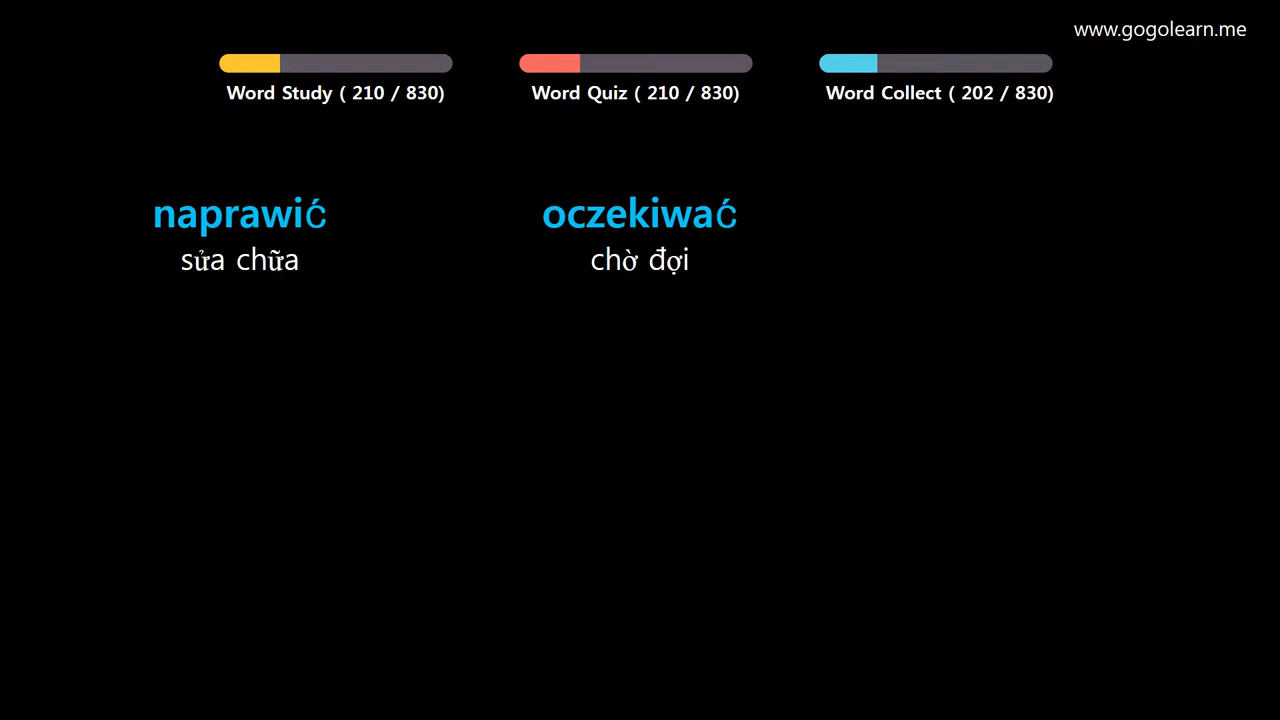 www.gogolearn.me
Word Study ( 210 / 830)
Word Quiz ( 210 / 830)
Word Collect ( 202 / 830)
naprawić
sửa chữa
oczekiwać
chờ đợi